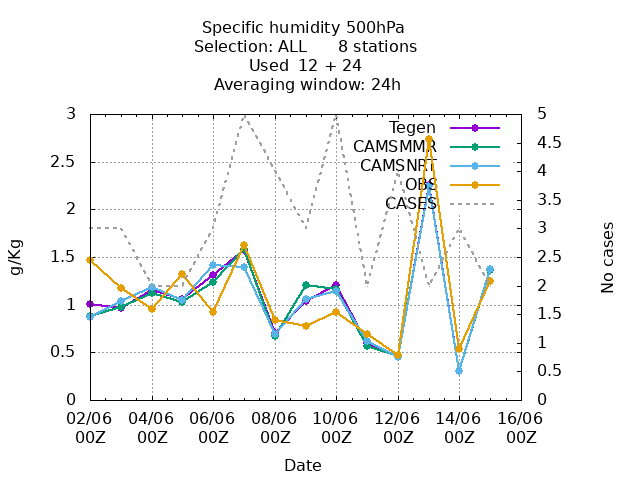 Specific humidity 500hPa
Selection: ALL      8 stations
Used  12 + 24
Averaging window: 24h
3
2.5
2
1.5
1
0.5
0
5
4.5
4
3.5
3
2.5
2
1.5
1
0.5
0
Tegen
CAMSMMR
CAMSNRT
OBS
CASES
g/Kg
No cases
02/06 04/06 06/06 08/06 10/06 12/06 14/06 16/06
00Z 00Z 00Z 00Z 00Z 00Z 00Z 00Z
Date